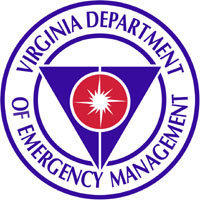 VIRGINIA DEPARTMENT
OF EMERGENCY MANAGEMENT